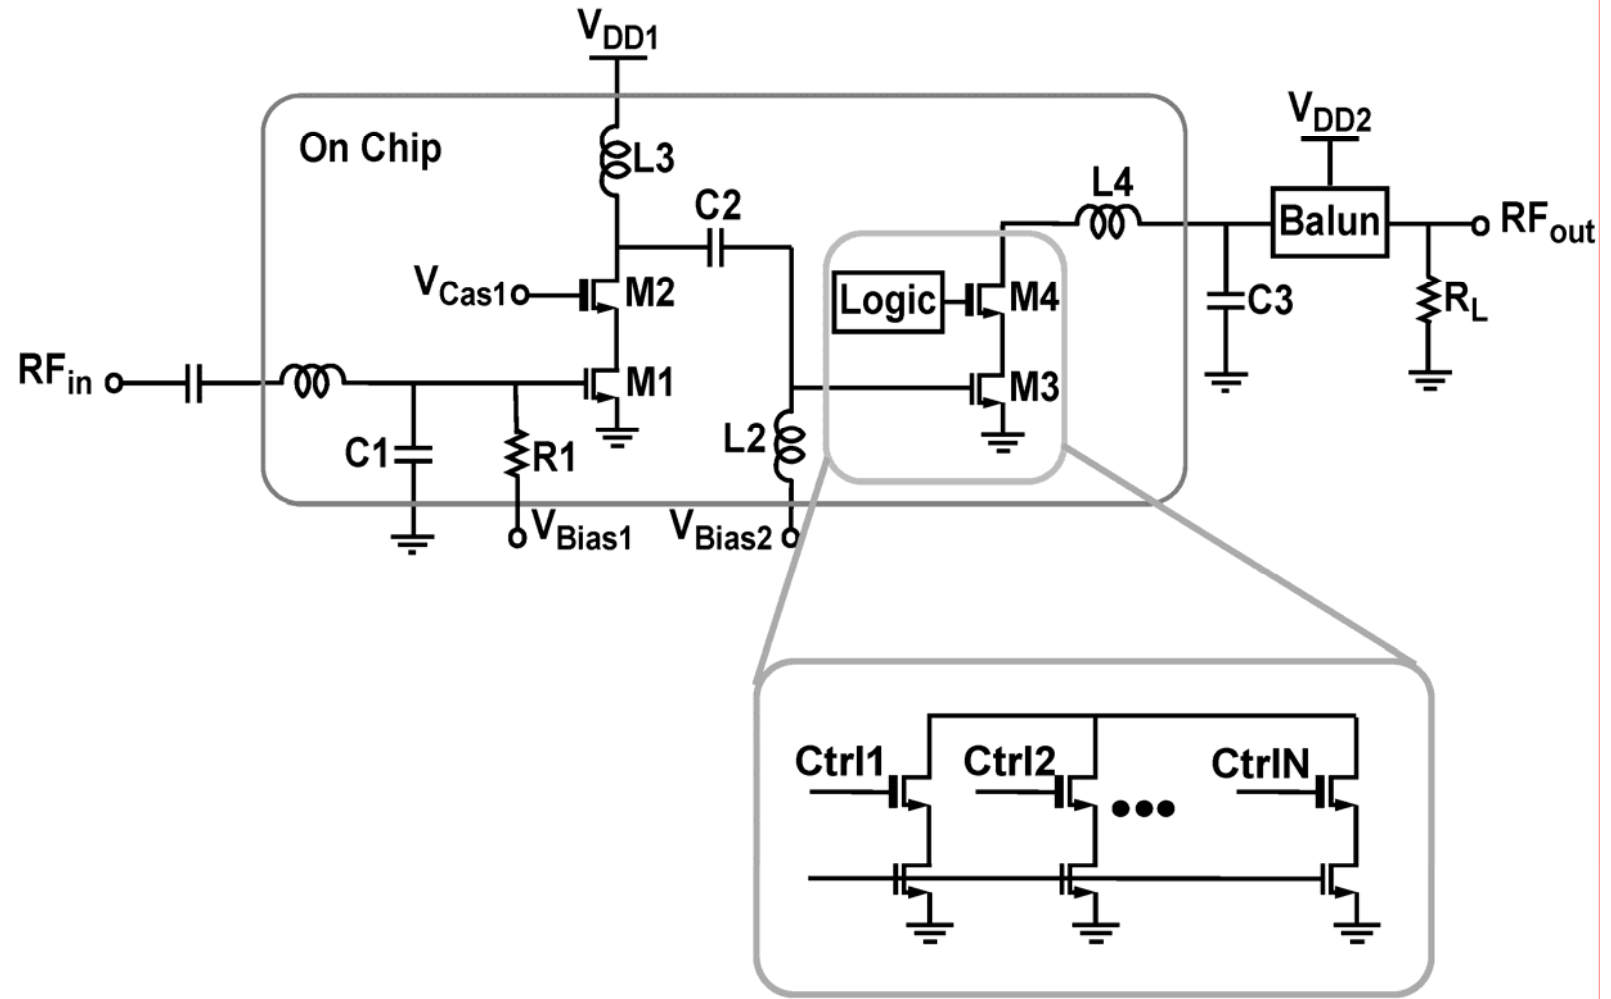 VDD1
On Chip
L3
VDD2
L4
C2
Balun
RFout
VCas1
M2
Logic
M4
C3
RL
RFin
M1
M3
C1
R1
L2
VBias1
VBias2
Ctrl1
Ctrl2
CtrlN